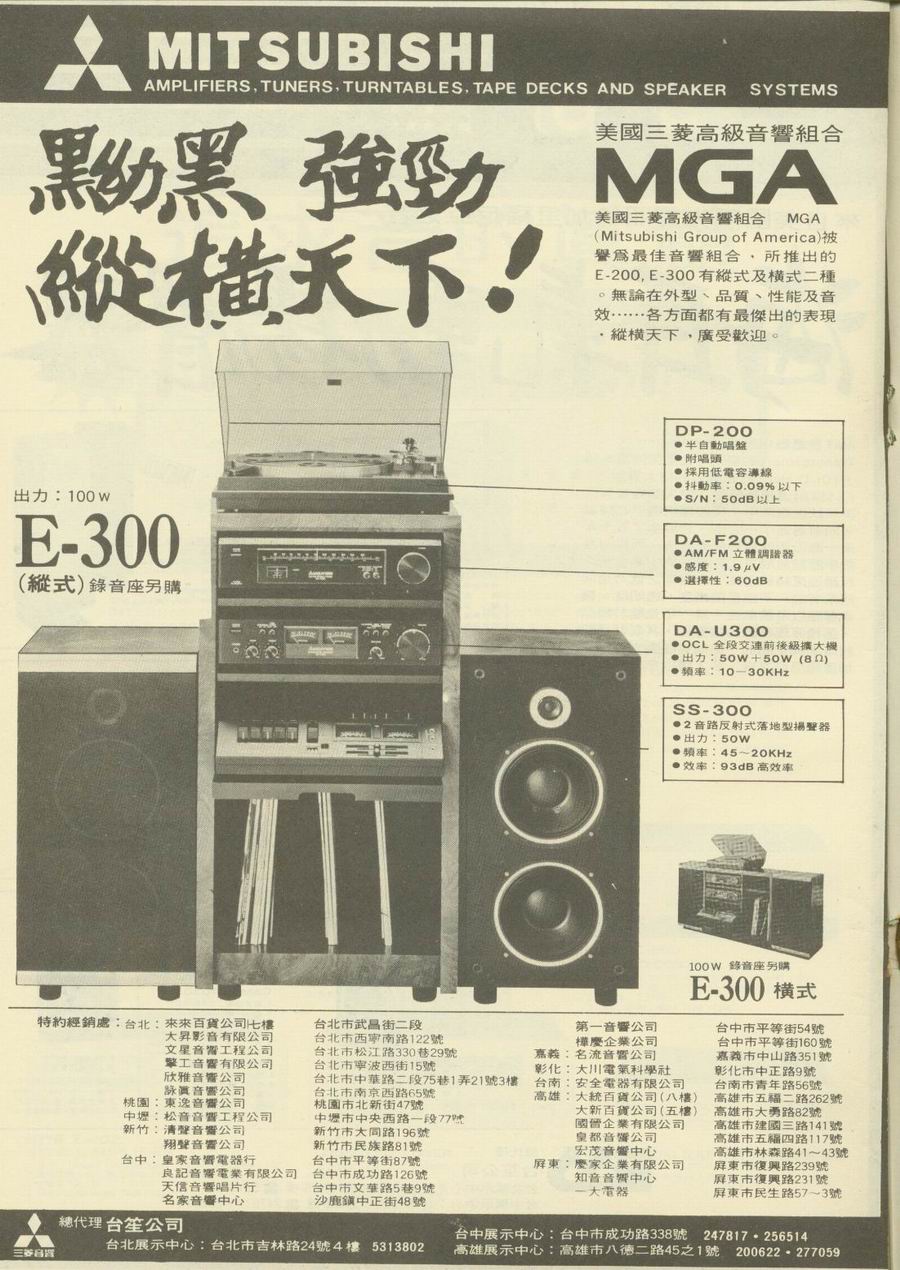 MITSUBISHI
AMPLIFIERS, TUNERS, TURNTABLES, TAPE DECKS AND SPEAKER SYSTEMS
黝黑 強勁
縱橫天下!
美國三菱高級音響組合
MGA
美國三菱高級音響組合 MGA
(Mitsubishi Group of America)被
譽為最佳音響組合，所推出的
E-200, E-300有縱式及橫式二種
。無論在外型、品質、性能及音
效……各方面都有最傑出的表現
，縱橫天下，廣受歡迎。
出力：100W
E-300
(縱式)錄音座另購
DP-200
●半自動唱盤
●附唱頭
●採用低電容導線
●抖動率：0.09%以下
●S/N：50dB以上
DA-F200
●AM/FM 立體調諧器
●感度：1.9μV
●選擇性：60dB
DA-U300
●OCL 全段交連前後級擴大機
●出力：50W＋50W (8Ω)
●頻率：10－30KHz
SS-300
●2音路反射式落地型揚聲器
●出力：50W
●頻率：45～20KHz
●效率：93dB高效率
100W 錄音座另購
E-300 橫式
特約經銷處：台北：來來百貨公司七樓 台北市武昌街二段
大昇影音有限公司 台北市西寧南路122號
文星音響工程公司 台北市松江路330巷29號
擎工音響有限公司 台北市寧波西街15號
欣雅音響公司 台北市中華路二段75巷1弄21號3樓
詠眞音響公司 台北市南京西路65號
桃園：東逸音響公司 桃園市北新街47號
中壢：松音音響工程公司 中壢市中央西路一段77號
新竹：清聲音響公司 新竹市大同路196號
翔聲音響公司 新竹市民族路81號
台中：皇家音響電器行 台中市平等街87號
良記音響電業有限公司 台中市成功路126號
天信音響唱片行 台中市文華路5巷9號
名家音響中心 沙鹿鎮中正街48號
第一音響公司 台中市平等街54號
樺慶企業公司 台中市平等街160號
嘉義：名流音響公司 嘉義市中山路351號
彰化：大川電氣科學社 彰化市中正路9號
台南：安全電器有限公司 台南市青年路56號
高雄：大統百貨公司(八樓) 高雄市五福二路262號
大新百貨公司(五樓) 高雄市大勇路82號
國晉企業有限公司 高雄市建國三路141號
皇都音響公司 高雄市五福四路117號
宏茂音響中心 高雄市林森路41～43號
屏東：慶家企業有限公司 屏東市復興路239號
知音音響中心 屏東市復興路231號
一大電器 屏東市民生路57～3號
三菱音響
總代理 台笙公司
台北展示中心：台北市吉林路24號4樓 5313802
台中展示中心：台中市成功路338號 247817・256514
高雄展示中心：高雄市八德二路45之1號 200622・277059